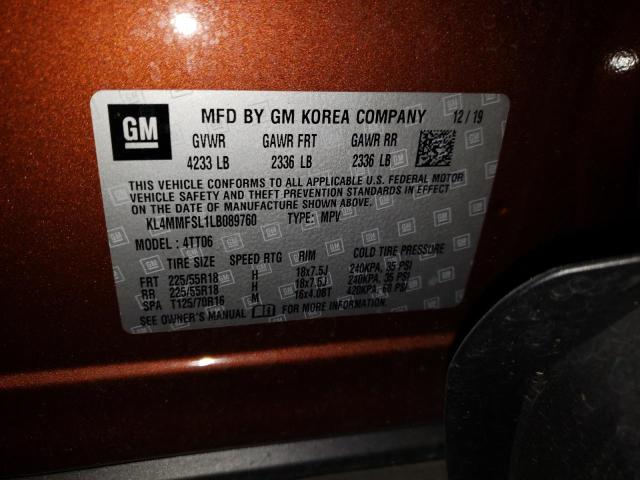 GM
MFD BY GM KOREA COMPANY 12/19
GVWR GAWR FRT GAWR RR
4233 LB 2336 LB 2336 LB
THIS VEHICLE CONFORMS TO ALL APPLICABLE U.S. FEDERAL MOTOR
VEHICLE SAFETY AND THEFT PREVENTION STANDARDS IN EFFECT
ON THE DATE OF MANUFACTURE SHOWN ABOVE.
KL4MMFSL1LB089760 TYPE: MPV
MODEL: 4TT06
TIRE SIZE SPEED RTG RIM COLD TIRE PRESSURE
FRT 225/55R18 H 18x7.5J 240KPA, 35 PSI
RR 225/55R18 H 18x7.5J 240KPA, 35 PSI
SPA T125/70R16 M 16x4.0BT 420KPA, 60 PSI
SEE OWNER'S MANUAL FOR MORE INFORMATION